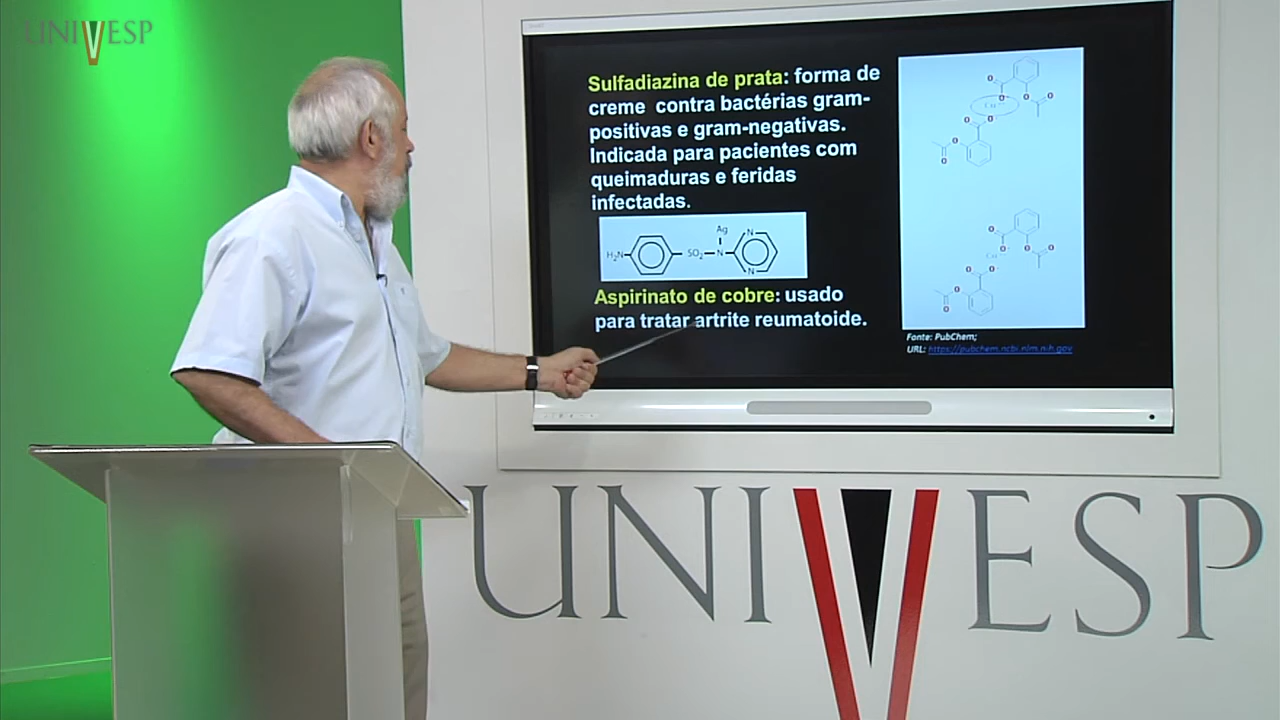 UNIVESP
Sulfadiazina de prata: forma de
creme contra bactérias gram-
positivas e gram-negativas.
Indicada para pacientes com
queimaduras e feridas
infectadas.
Ag
H₂N
SO₂
N
N
N
Aspirinato de cobre: usado
para tratar artrite reumatoide.
Fonte: PubChem;
URL: https://pubchem.ncbi.nlm.nih.gov
UNIVESP